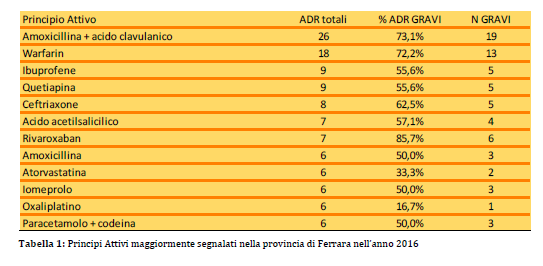 Principio Attivo ADR totali % ADR GRAVI N GRAVI
Amoxicillina + acido clavulanico 26 73,1% 19
Warfarin 18 72,2% 13
Ibuprofene 9 55,6% 5
Quetiapina 9 55,6% 5
Ceftriaxone 8 62,5% 5
Acido acetilsalicilico 7 57,1% 4
Rivaroxaban 7 85,7% 6
Amoxicillina 6 50,0% 3
Atorvastatina 6 33,3% 2
Iomeprolo 6 50,0% 3
Oxaliplatino 6 16,7% 1
Paracetamolo + codeina 6 50,0% 3
Tabella 1: Principi Attivi maggiormente segnalati nella provincia di Ferrara nell'anno 2016